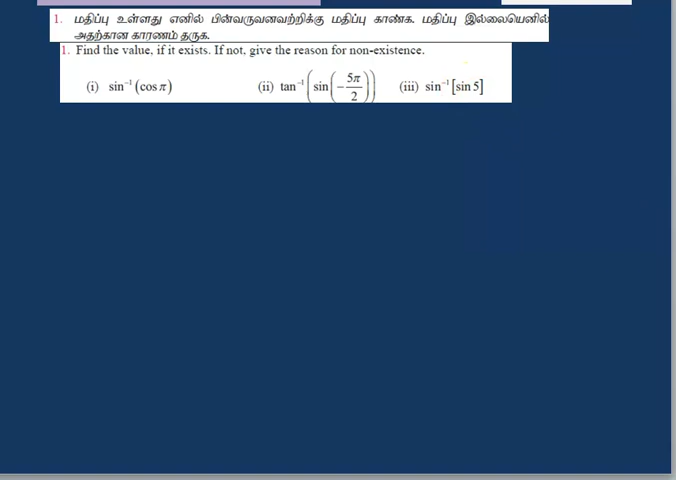 1. மதிப்பு உள்ளது எனில் பின்வருவனவற்றிக்கு மதிப்பு காண்க. மதிப்பு இல்லையெனில்
அதற்கான காரணம் தருக.
1. Find the value, if it exists. If not, give the reason for non-existence.
(i) sin⁻¹(cos π) (ii) tan⁻¹(sin(−5π/2)) (iii) sin⁻¹[sin 5]